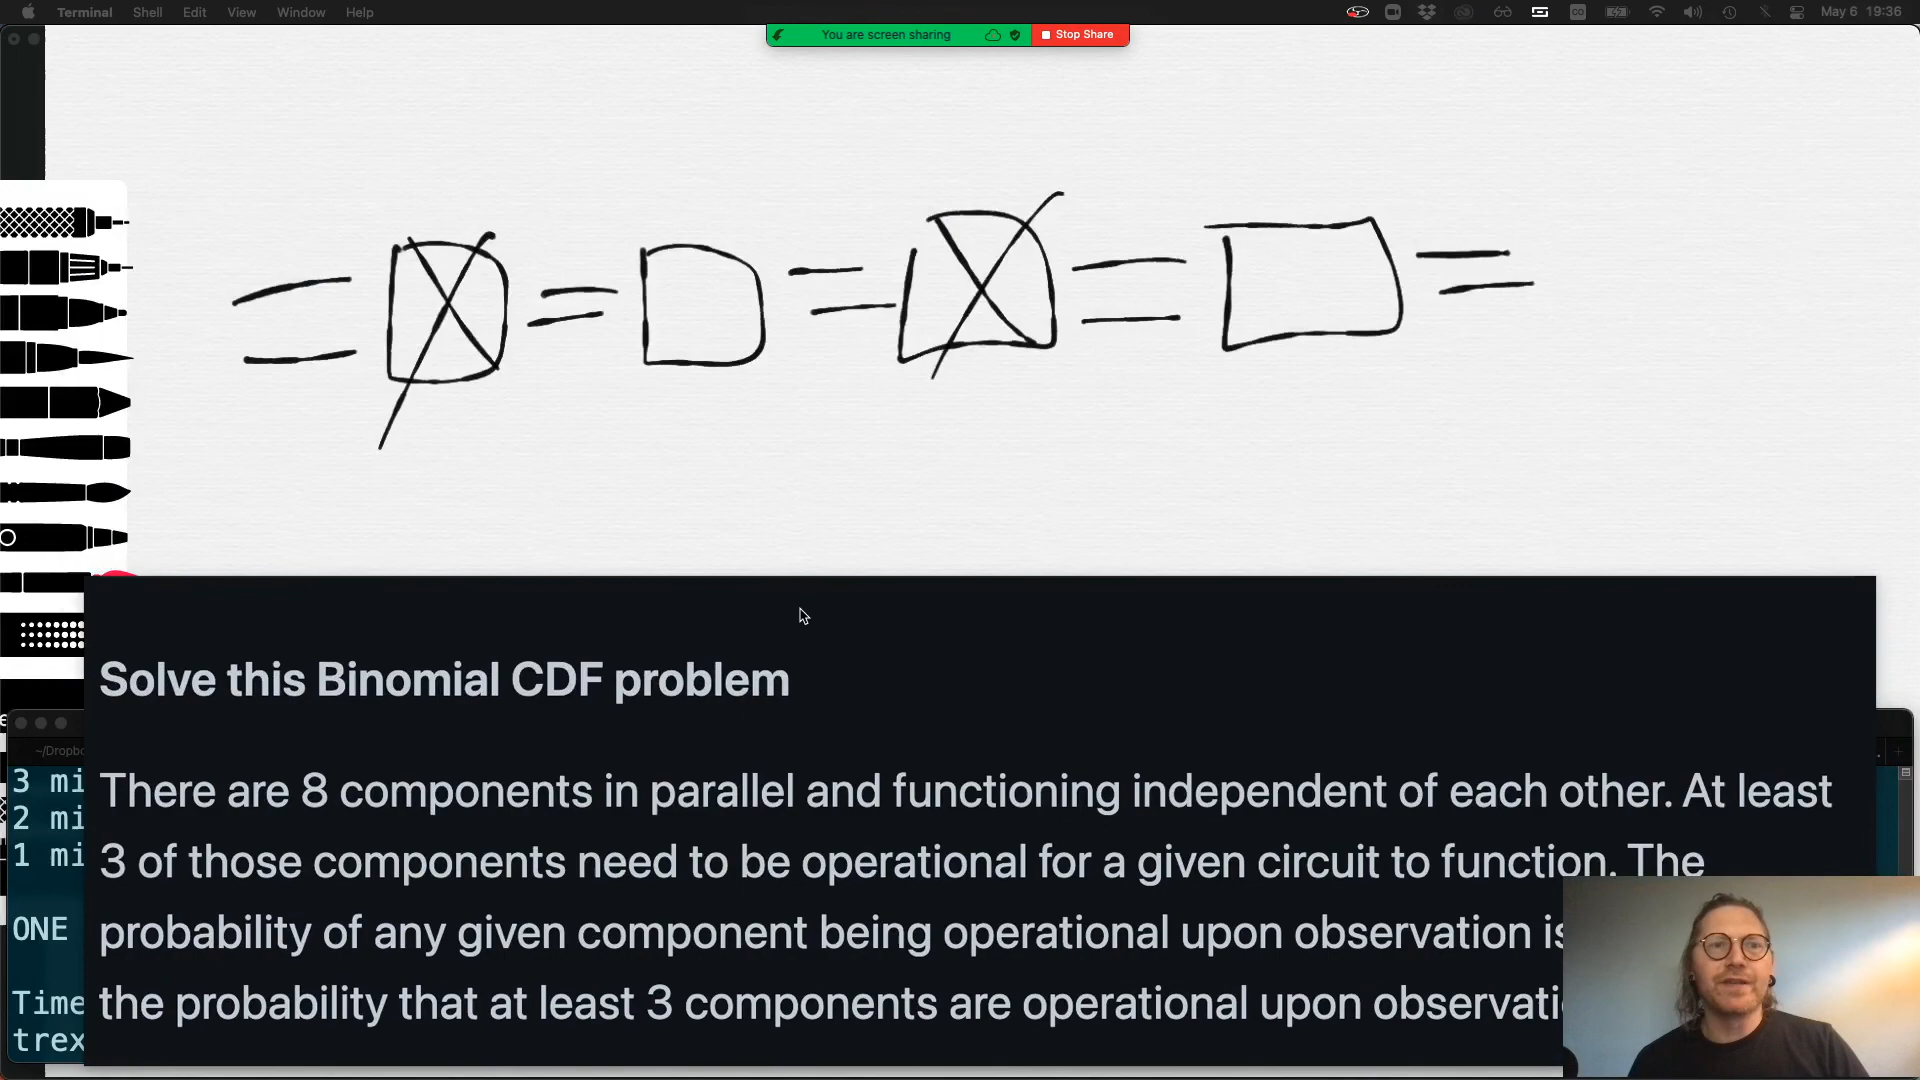 Terminal Shell Edit View Window Help
May 6 19:36
You are screen sharing
Stop Share
Solve this Binomial CDF problem
There are 8 components in parallel and functioning independent of each other. At least
3 of those components need to be operational for a given circuit to function. The
probability of any given component being operational upon observation is
the probability that at least 3 components are operational upon observati
~/Dropbo
3 mi
2 mi
1 mi
ONE
Time
trex